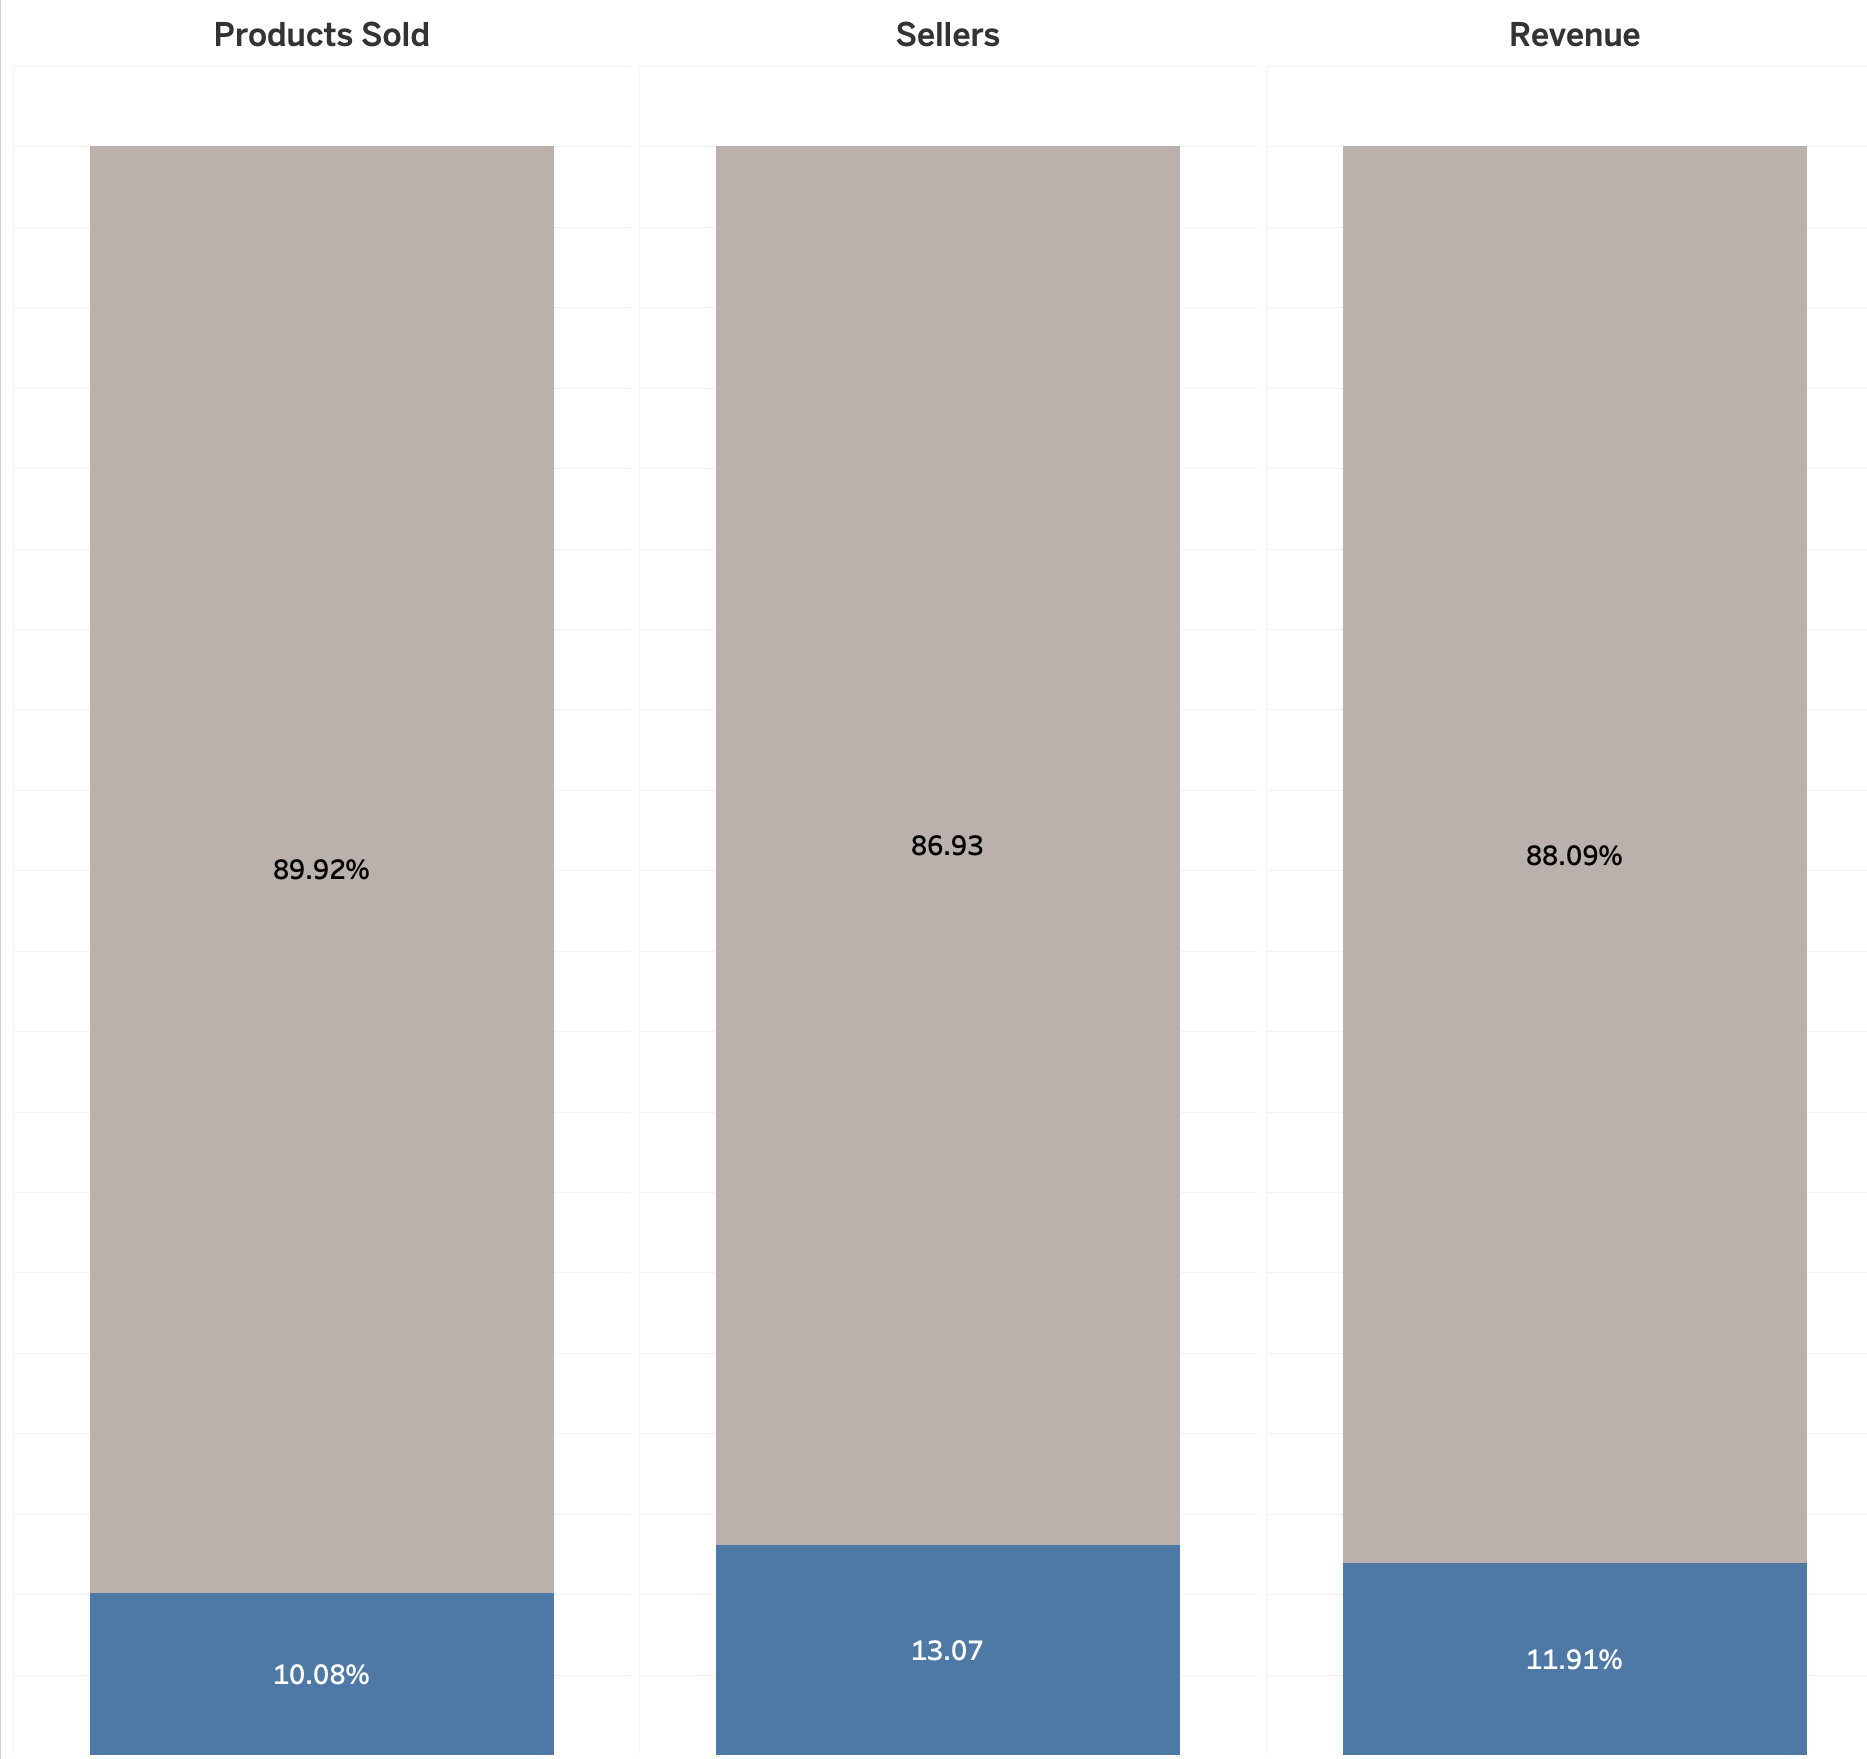 Products Sold
Sellers
Revenue
89.92%
86.93
88.09%
10.08%
13.07
11.91%